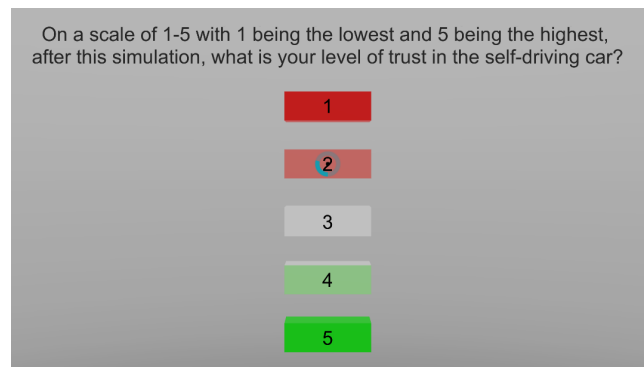 On a scale of 1-5 with 1 being the lowest and 5 being the highest,
after this simulation, what is your level of trust in the self-driving car?
1
2
3
4
5